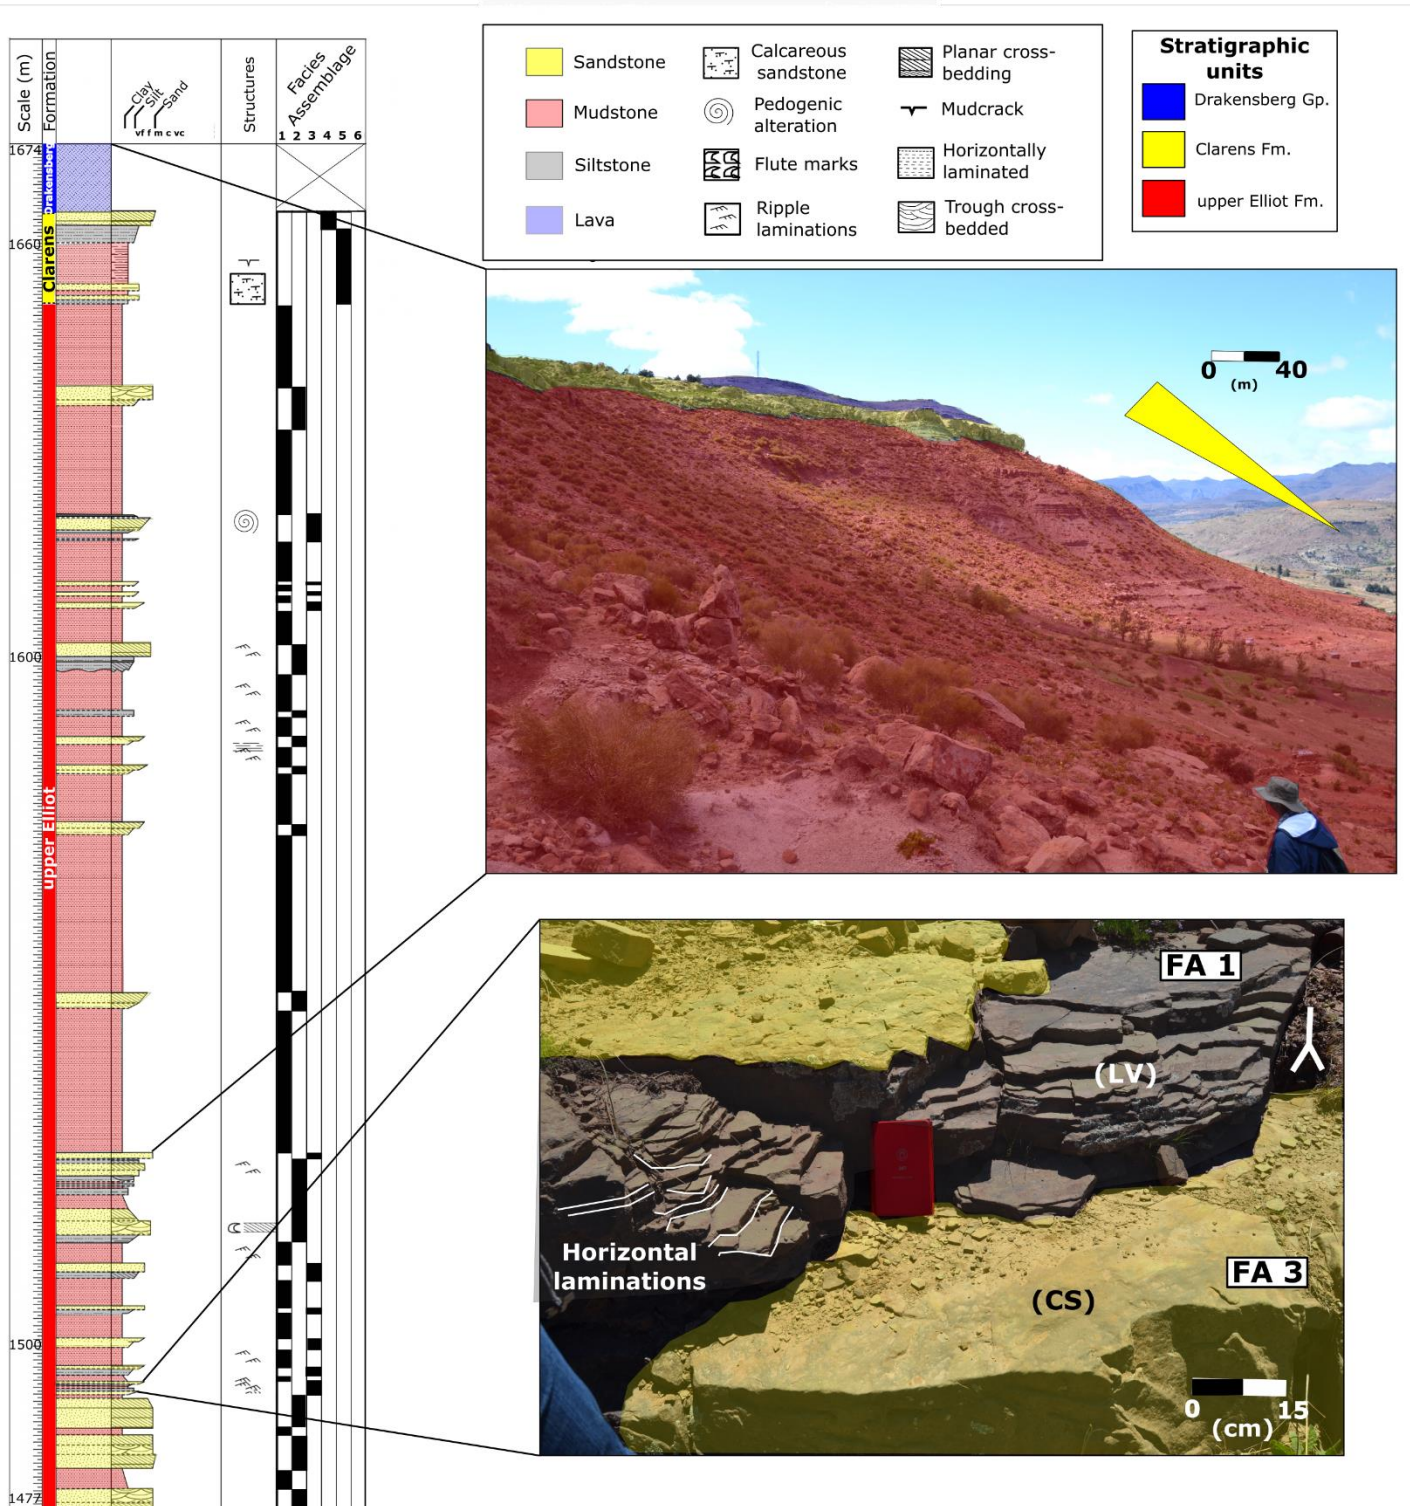 Scale (m)
Formation
Clay
Silt
Sand
vf f m c vc
Structures
Facies
Assemblage
1 2 3 4 5 6
1674
1660
1600
1500
1477
Drakensberg
Clarens
upper Elliot
Sandstone
Mudstone
Siltstone
Lava
Calcareous
sandstone
Pedogenic
alteration
Flute marks
Ripple
laminations
Planar cross-
bedding
Mudcrack
Horizontally
laminated
Trough cross-
bedded
Stratigraphic
units
Drakensberg Gp.
Clarens Fm.
upper Elliot Fm.
0 40
(m)
FA 1
(LV)
Horizontal
laminations
FA 3
(CS)
0 15
(cm)